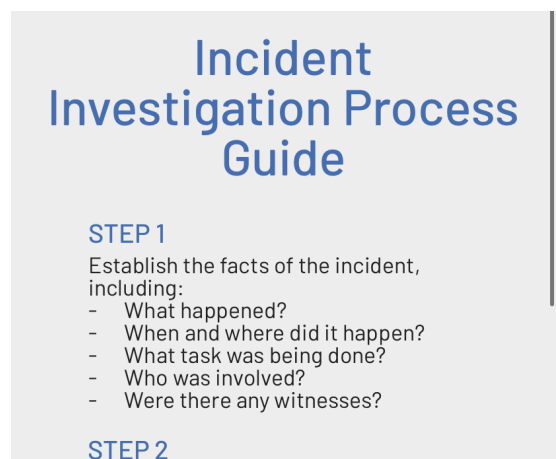 Incident
Investigation Process
Guide
STEP 1
Establish the facts of the incident,
including:
- What happened?
- When and where did it happen?
- What task was being done?
- Who was involved?
- Were there any witnesses?
STEP 2